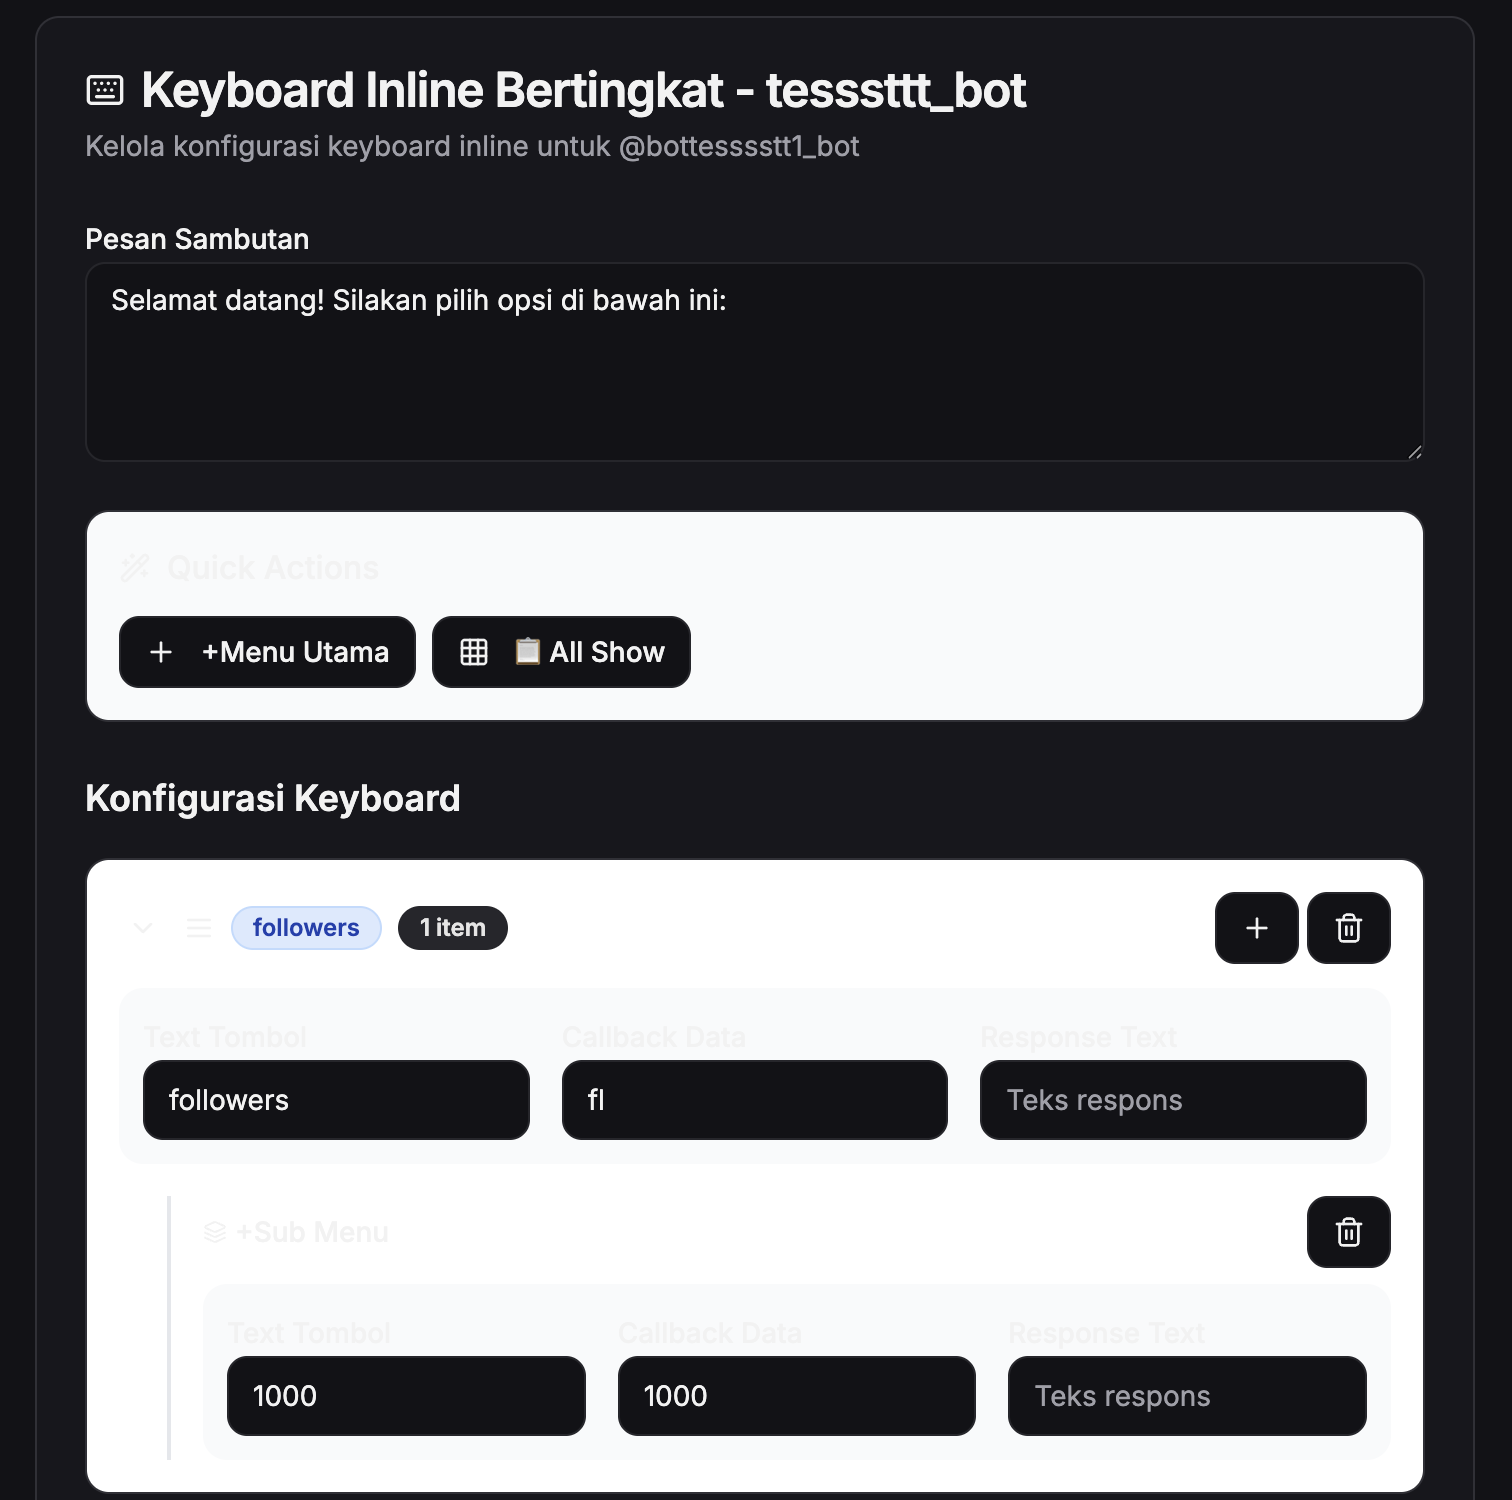 Keyboard Inline Bertingkat - tesssttt_bot
Kelola konfigurasi keyboard inline untuk @bottesssstt1_bot
Pesan Sambutan
Selamat datang! Silakan pilih opsi di bawah ini:
Quick Actions
+Menu Utama
📋 All Show
Konfigurasi Keyboard
followers
1 item
Text Tombol
Callback Data
Response Text
followers
fl
Teks respons
+Sub Menu
Text Tombol
Callback Data
Response Text
1000
1000
Teks respons